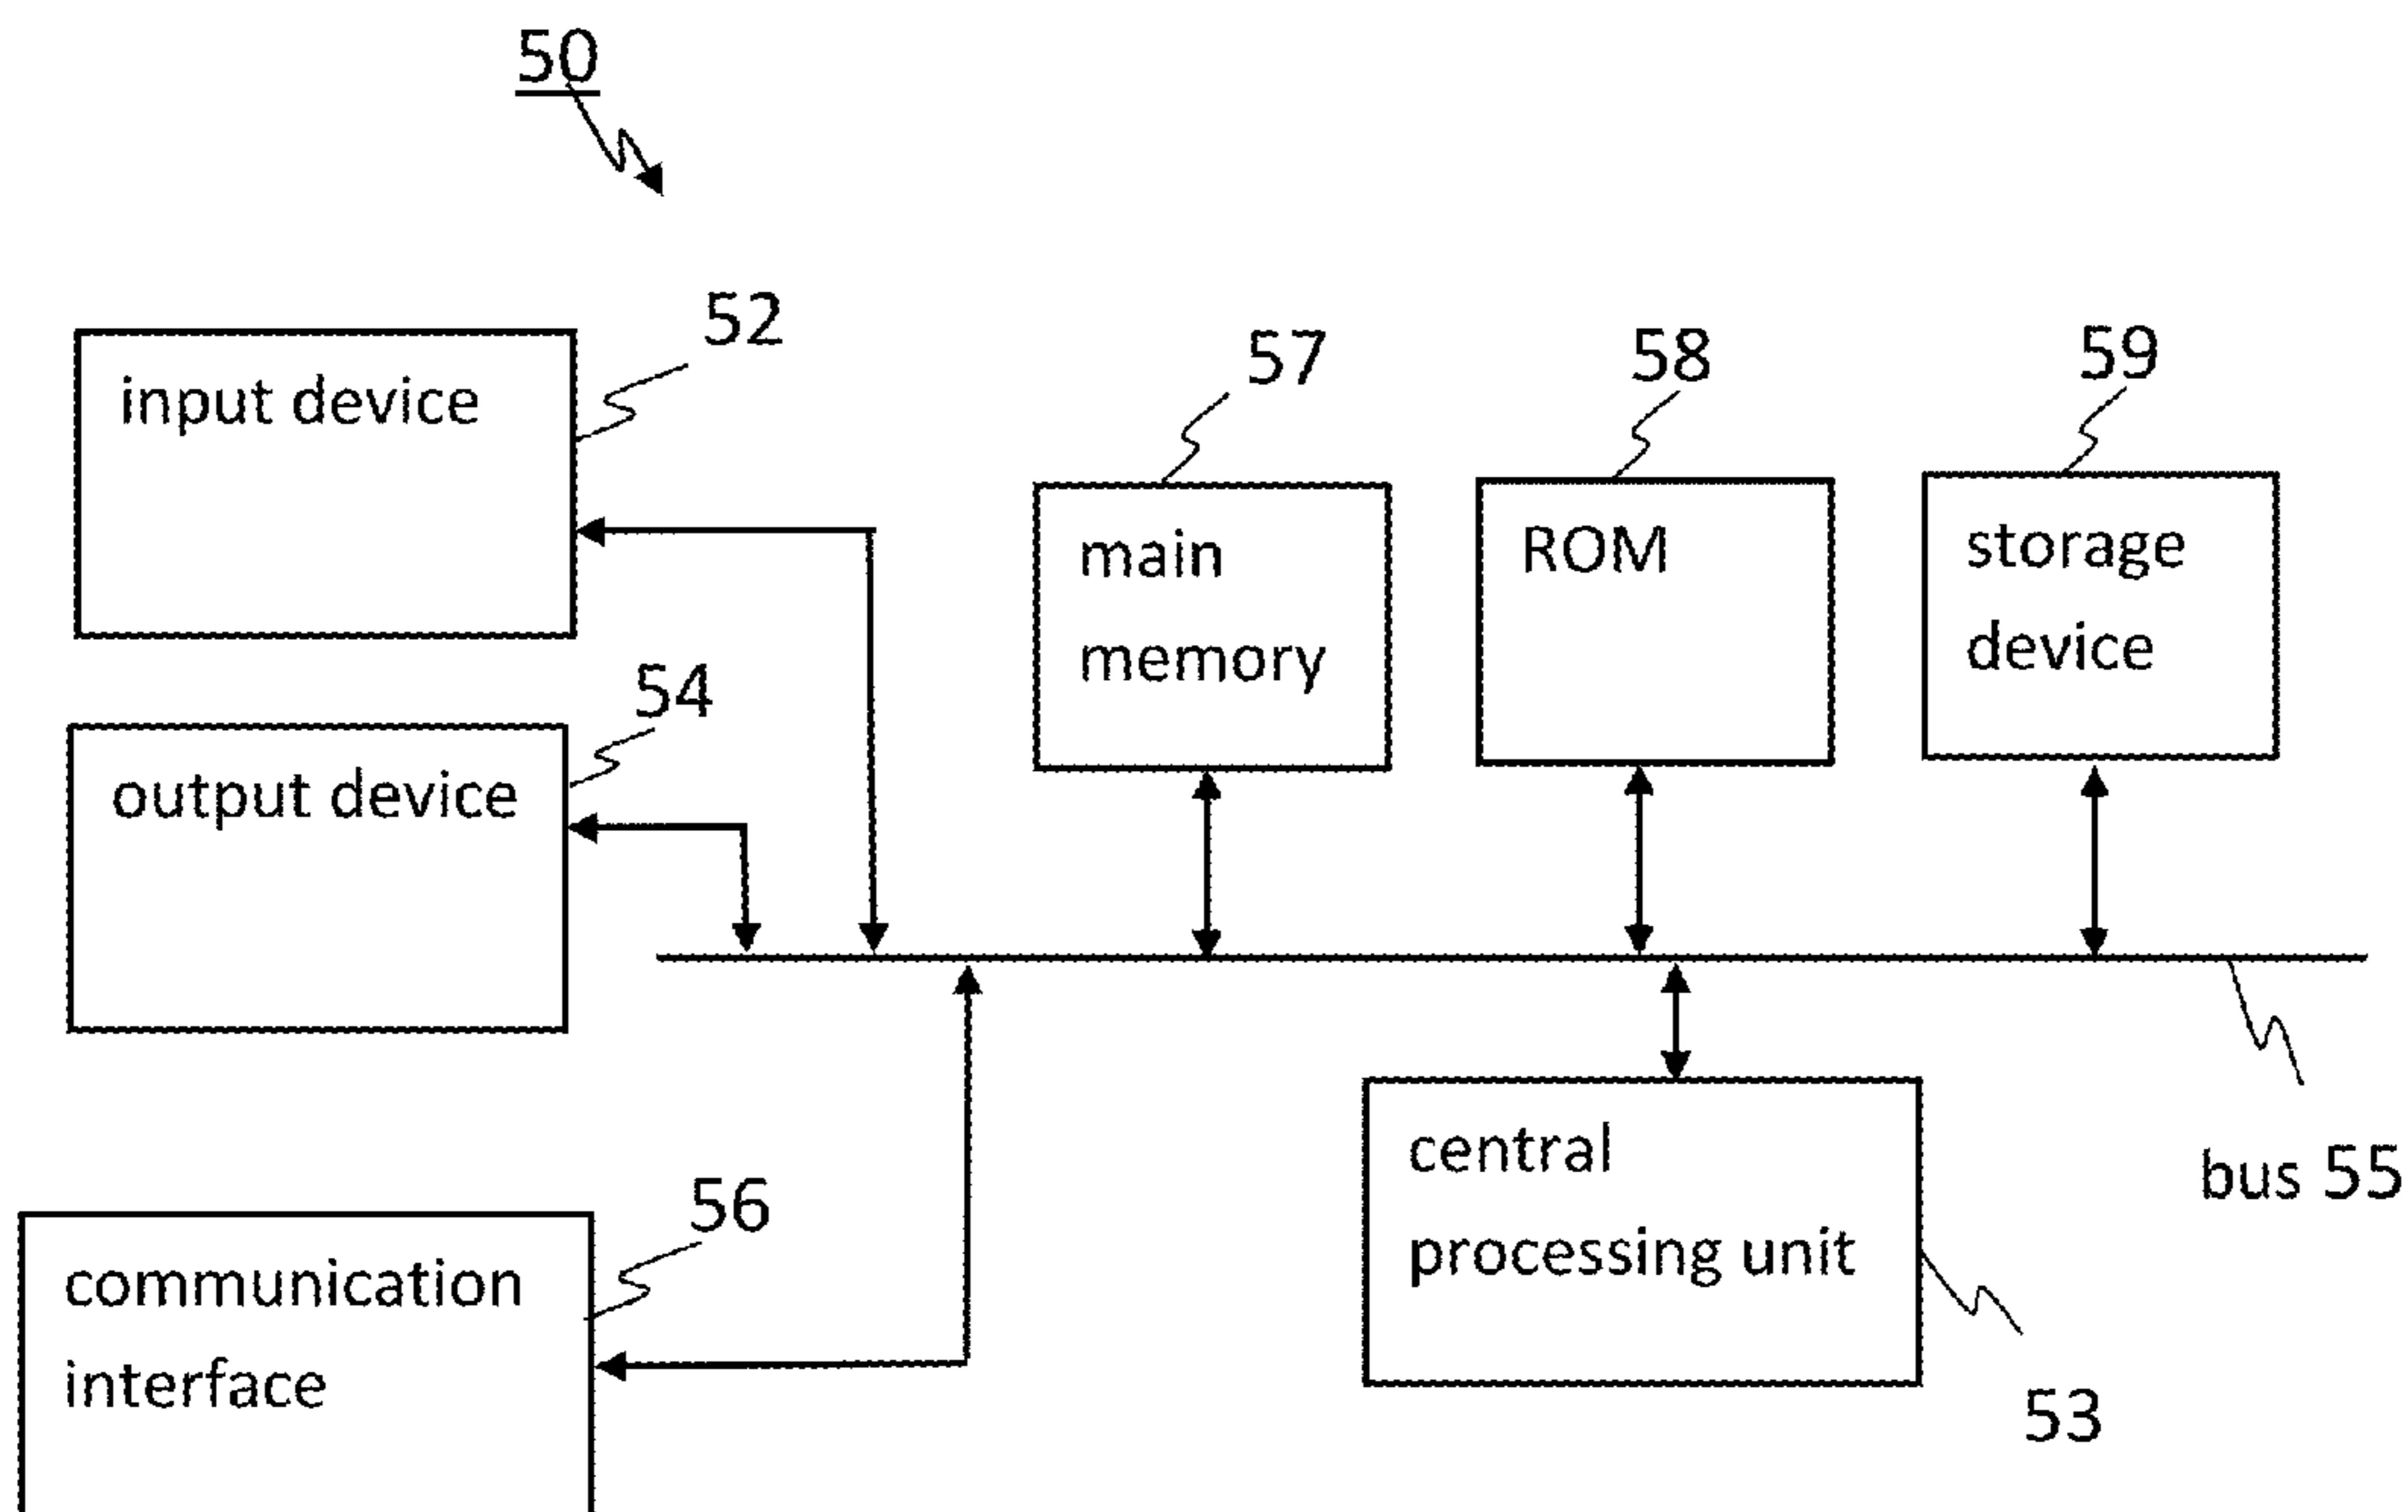 50
52
input device
57
58
59
main
memory
ROM
storage
device
54
output device
bus 55
central
processing unit
53
56
communication
interface